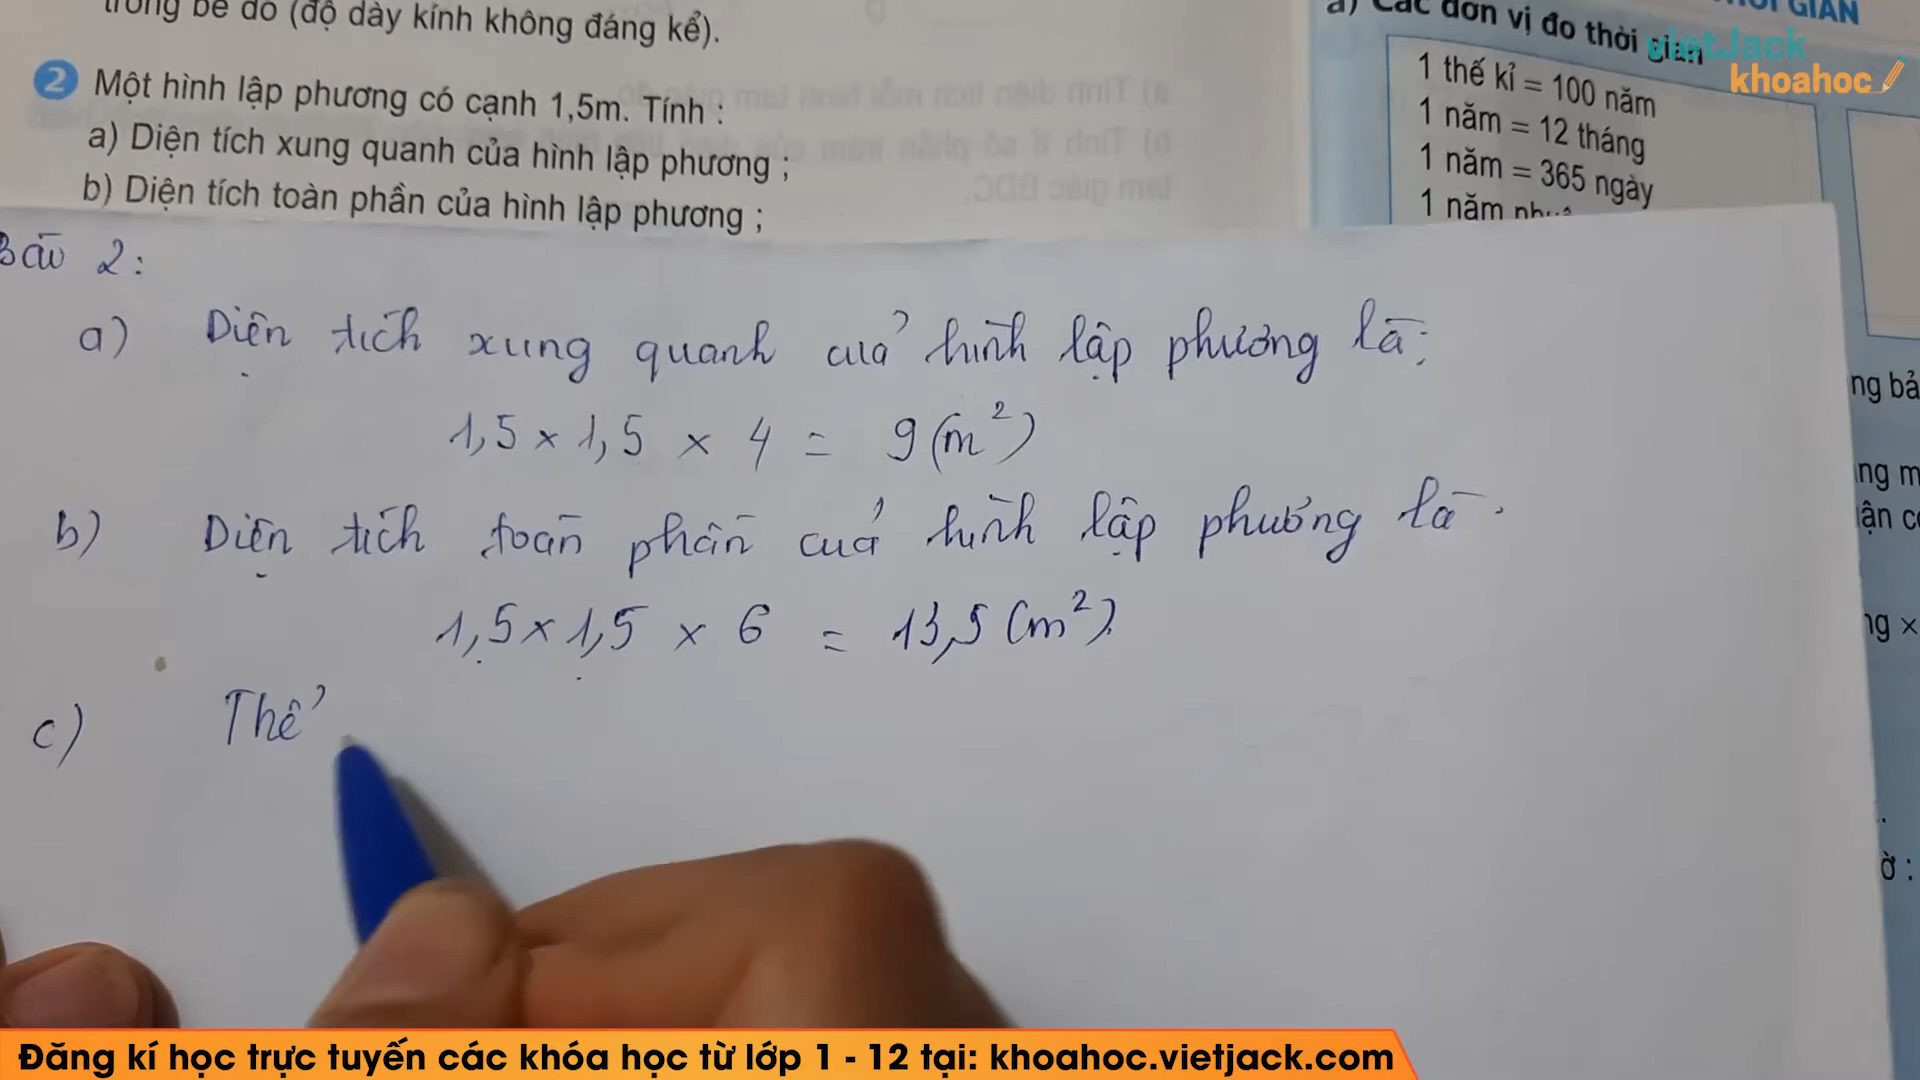 trong bể đó (độ dày kính không đáng kể).
2 Một hình lập phương có cạnh 1,5m. Tính :
a) Diện tích xung quanh của hình lập phương ;
b) Diện tích toàn phần của hình lập phương ;
a) Các đơn vị đo thời gian
1 thế kỉ = 100 năm
1 năm = 12 tháng
1 năm = 365 ngày
1 năm
vietJack
khoahoc
Bài 2:
a) Diện tích xung quanh của hình lập phương là:
1,5 × 1,5 × 4 = 9 (m²)
b) Diện tích toàn phần của hình lập phương là
1,5 × 1,5 × 6 = 13,5 (m²).
c) Thể
Đăng kí học trực tuyến các khóa học từ lớp 1 - 12 tại: khoahoc.vietjack.com